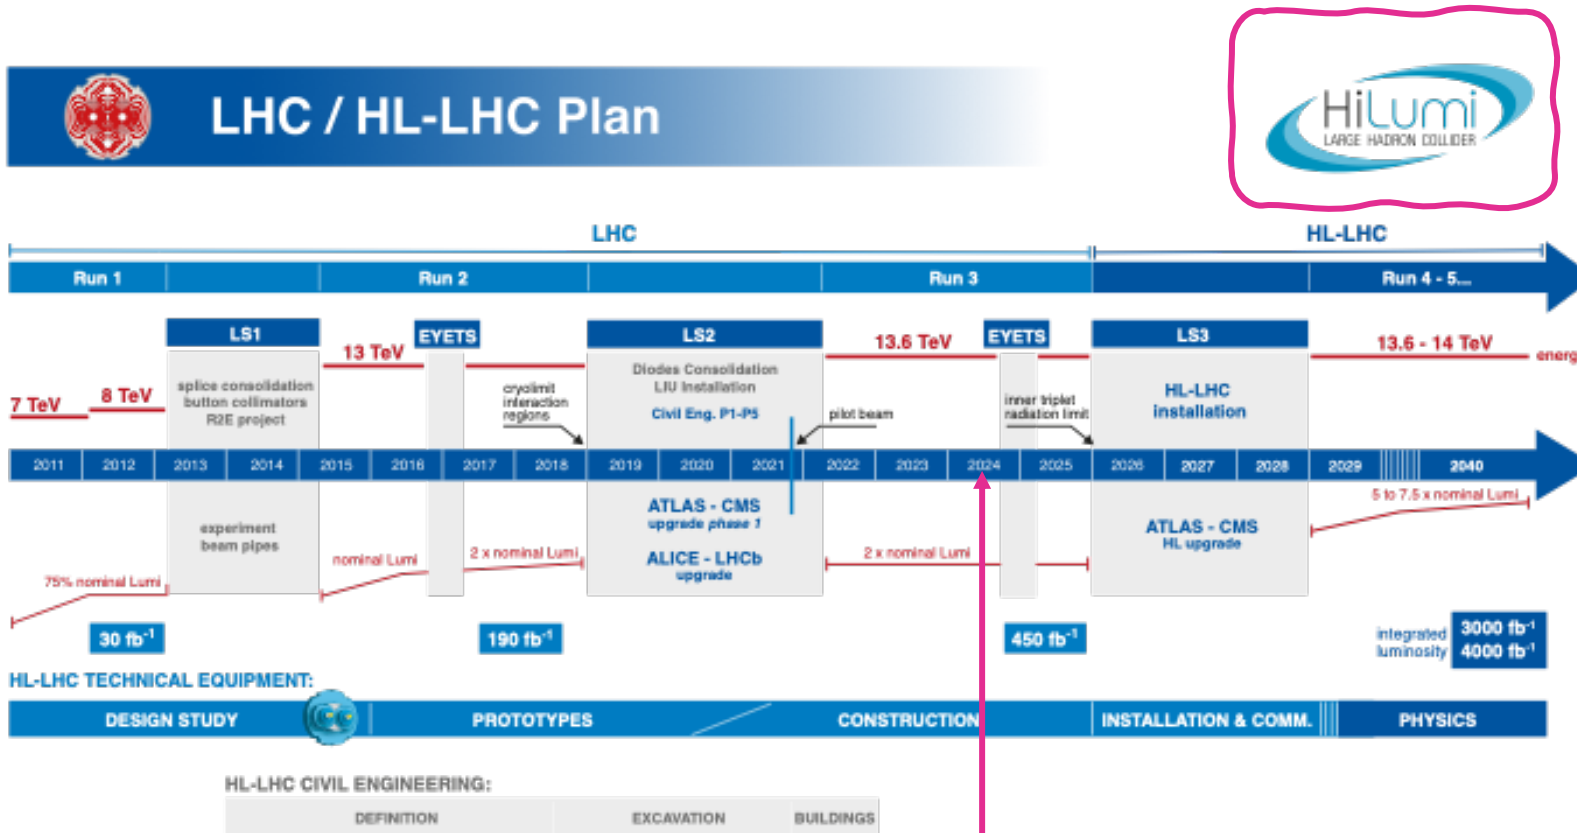 LHC / HL-LHC Plan
HiLumi
LARGE HADRON COLLIDER
LHC
HL-LHC
Run 1
Run 2
Run 3
Run 4 - 5...
LS1
EYETS
LS2
EYETS
LS3
7 TeV
8 TeV
13 TeV
13.6 TeV
13.6 - 14 TeV
energ
splice consolidation
button collimators
R2E project
cryolimit
interaction
regions
Diodes Consolidation
LIU Installation
Civil Eng. P1-P5
pilot beam
inner triplet
radiation limit
HL-LHC
installation
2011 2012 2013 2014 2015 2016 2017 2018 2019 2020 2021 2022 2023 2024 2025 2026 2027 2028 2029 2040
experiment
beam pipes
75% nominal Lumi
nominal Lumi
2 x nominal Lumi
ATLAS - CMS
upgrade phase 1
ALICE - LHCb
upgrade
2 x nominal Lumi
ATLAS - CMS
HL upgrade
5 to 7.5 x nominal Lumi
30 fb⁻¹
190 fb⁻¹
450 fb⁻¹
integrated
luminosity
3000 fb⁻¹
4000 fb⁻¹
HL-LHC TECHNICAL EQUIPMENT:
DESIGN STUDY
PROTOTYPES
CONSTRUCTION
INSTALLATION & COMM.
PHYSICS
HL-LHC CIVIL ENGINEERING:
DEFINITION
EXCAVATION
BUILDINGS